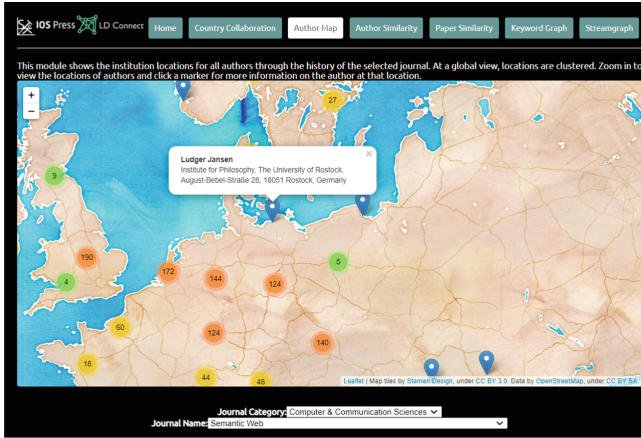 IOS Press LD Connect Home Country Collaboration Author Map Author Similarity Paper Similarity Keyword Graph Streamgraph
This module shows the institution locations for all authors through the history of the selected journal. At a global view, locations are clustered. Zoom in to
view the locations of authors and click a marker for more information on the author at that location.
+
−
27
Ludger Jansen
×
Institute for Philosophy, The University of Rostock,
August-Bebel-Straße 28, 18051 Rostock, Germany
9
190
5
172
144
4
124
60
124
140
18
44
48
Leaflet | Map tiles by Stamen Design, under CC BY 3.0. Data by OpenStreetMap, under CC BY SA.
Journal Category: Computer & Communication Sciences
Journal Name: Semantic Web